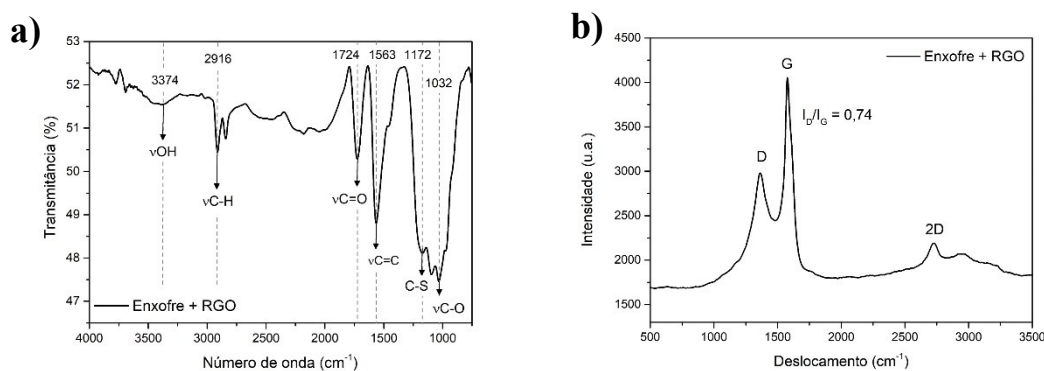 a)
53
52
51
50
49
48
47
Transmitância (%)
3374
2916
1724
1563
1172
1032
νOH
νC-H
νC=O
νC=C
C-S
νC-O
Enxofre + RGO
4000
3500
3000
2500
2000
1500
1000
Número de onda (cm⁻¹)
b)
4500
4000
3500
3000
2500
2000
1500
Intensidade (u.a.)
Enxofre + RGO
G
I_D/I_G = 0,74
D
2D
500
1000
1500
2000
2500
3000
3500
Deslocamento (cm⁻¹)